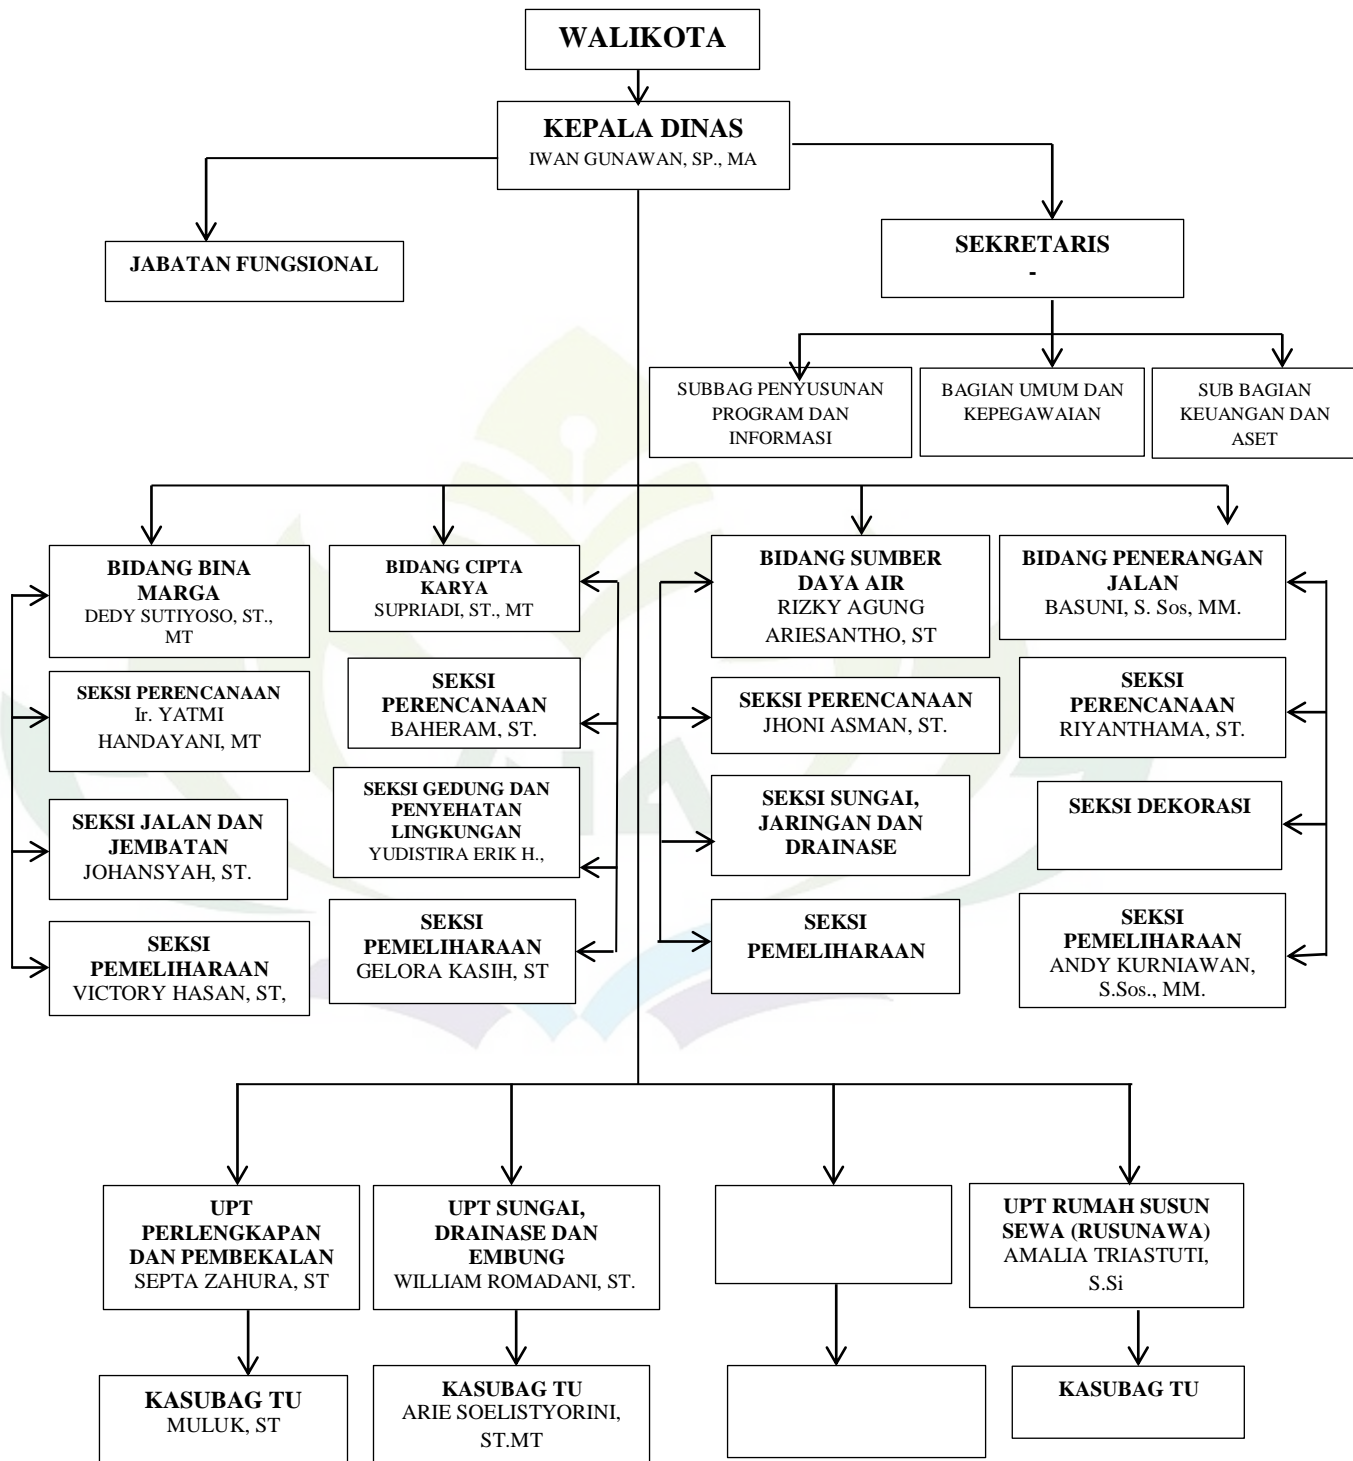 WALIKOTA
KEPALA DINAS
IWAN GUNAWAN, SP., MA
JABATAN FUNGSIONAL
SEKRETARIS
-
SUBBAG PENYUSUNAN
PROGRAM DAN
INFORMASI
BAGIAN UMUM DAN
KEPEGAWAIAN
SUB BAGIAN
KEUANGAN DAN
ASET
BIDANG BINA
MARGA
DEDY SUTIYOSO, ST.,
MT
BIDANG CIPTA
KARYA
SUPRIADI, ST., MT
BIDANG SUMBER
DAYA AIR
RIZKY AGUNG
ARIESANTHO, ST
BIDANG PENERANGAN
JALAN
BASUNI, S. Sos, MM.
SEKSI PERENCANAAN
Ir. YATMI
HANDAYANI, MT
SEKSI
PERENCANAAN
BAHERAM, ST.
SEKSI PERENCANAAN
JHONI ASMAN, ST.
SEKSI
PERENCANAAN
RIYANTHAMA, ST.
SEKSI JALAN DAN
JEMBATAN
JOHANSYAH, ST.
SEKSI GEDUNG DAN
PENYEHATAN
LINGKUNGAN
YUDISTIRA ERIK H.,
SEKSI SUNGAI,
JARINGAN DAN
DRAINASE
SEKSI DEKORASI
SEKSI
PEMELIHARAAN
VICTORY HASAN, ST,
SEKSI
PEMELIHARAAN
GELORA KASIH, ST
SEKSI
PEMELIHARAAN
SEKSI
PEMELIHARAAN
ANDY KURNIAWAN,
S.Sos., MM.
UPT
PERLENGKAPAN
DAN PEMBEKALAN
SEPTA ZAHURA, ST
UPT SUNGAI,
DRAINASE DAN
EMBUNG
WILLIAM ROMADANI, ST.
UPT RUMAH SUSUN
SEWA (RUSUNAWA)
AMALIA TRIASTUTI,
S.Si
KASUBAG TU
MULUK, ST
KASUBAG TU
ARIE SOELISTYORINI,
ST.MT
KASUBAG TU